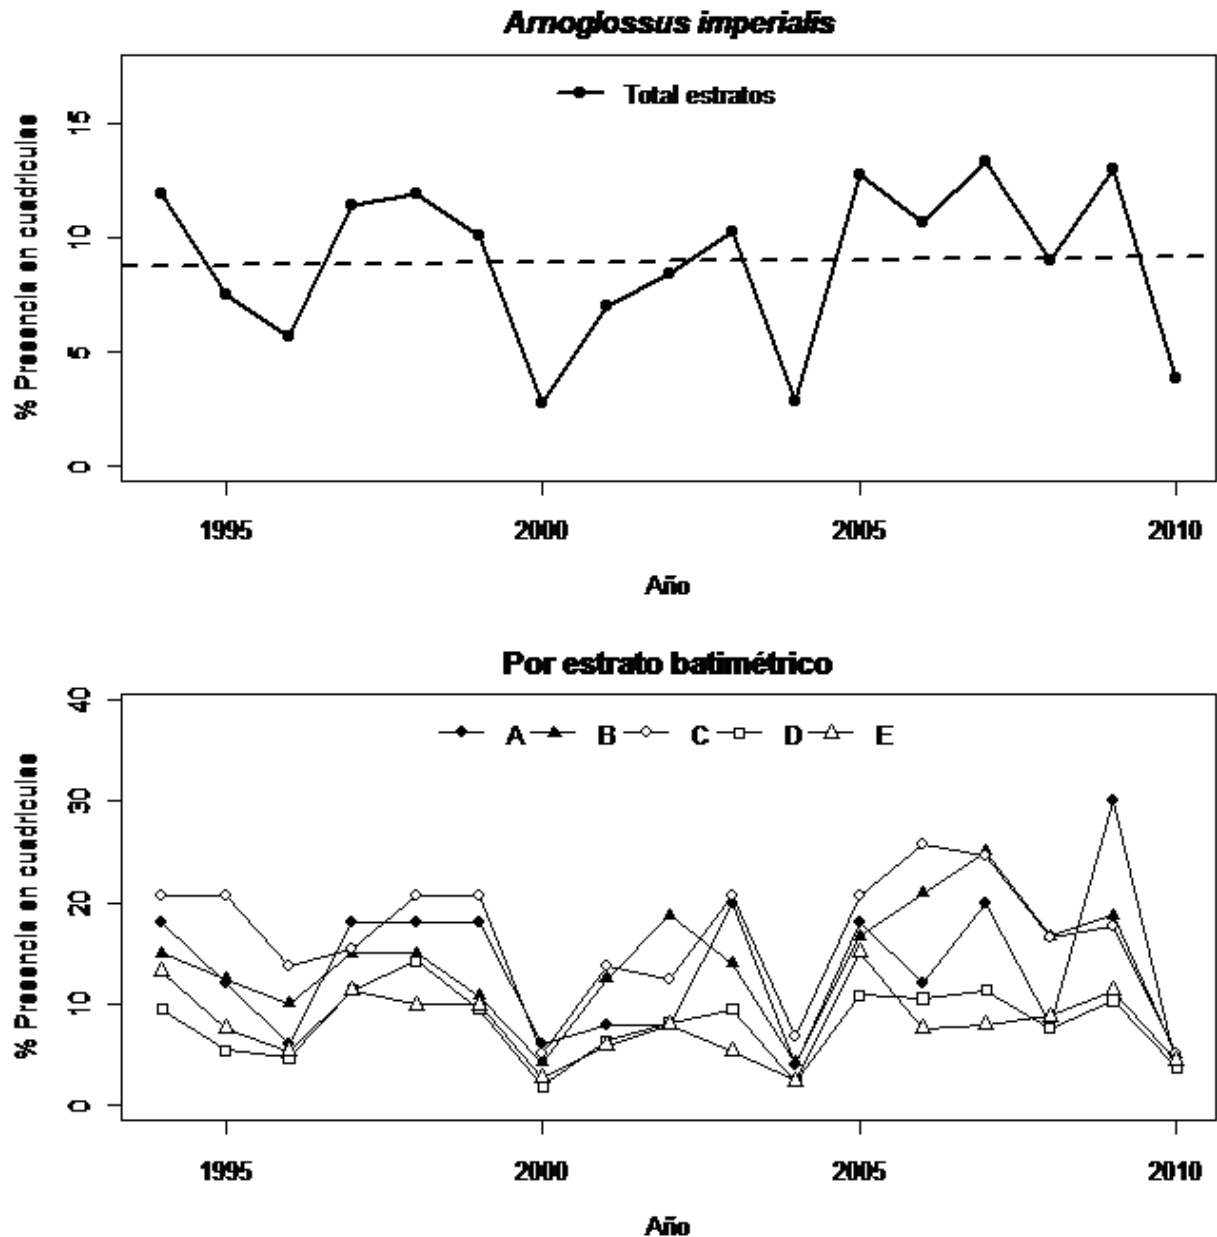 Arnoglossus imperialis
Total estratos
% Presencia en cuadrículas
15
10
5
0
1995 2000 2005 2010
Año
Por estrato batimétrico
A B C D E
% Presencia en cuadrículas
40
30
20
10
0
1995 2000 2005 2010
Año